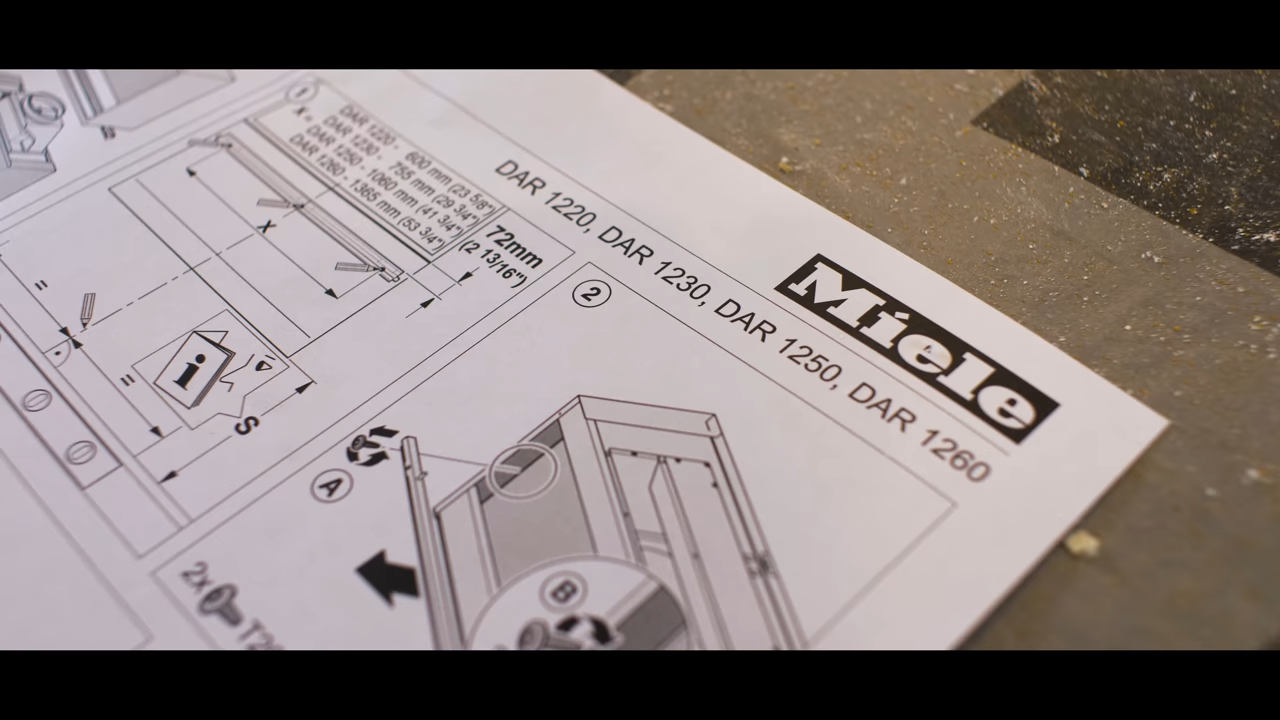 Miele
DAR 1220, DAR 1230, DAR 1250, DAR 1260
1
x =
DAR 1220 - 600 mm (23 5/8")
DAR 1230 - 755 mm (29 3/4")
DAR 1250 - 1060 mm (41 3/4")
DAR 1260 - 1365 mm (53 3/4")
72mm
(2 13/16")
x
=
=
i
S
2
A
B
2x